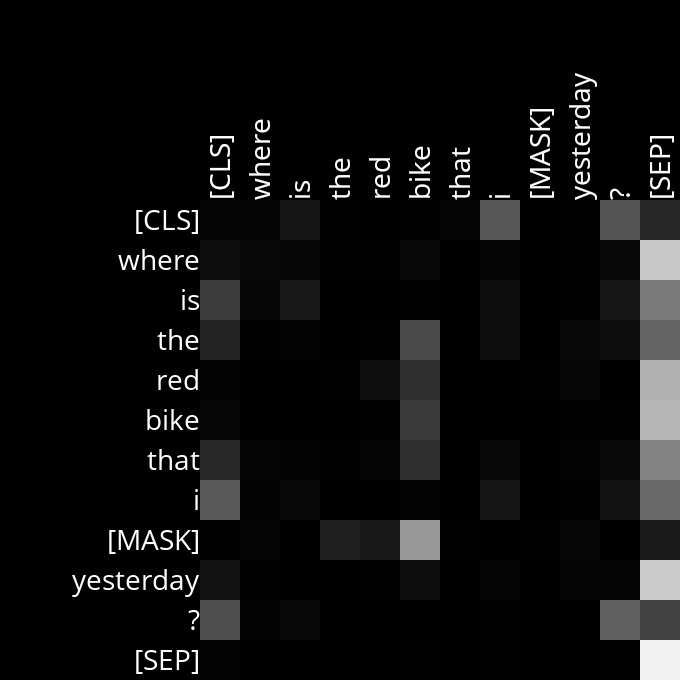 [CLS] where is the red bike that i [MASK] yesterday ? [SEP]
[CLS]
where
is
the
red
bike
that
i
[MASK]
yesterday
?
[SEP]